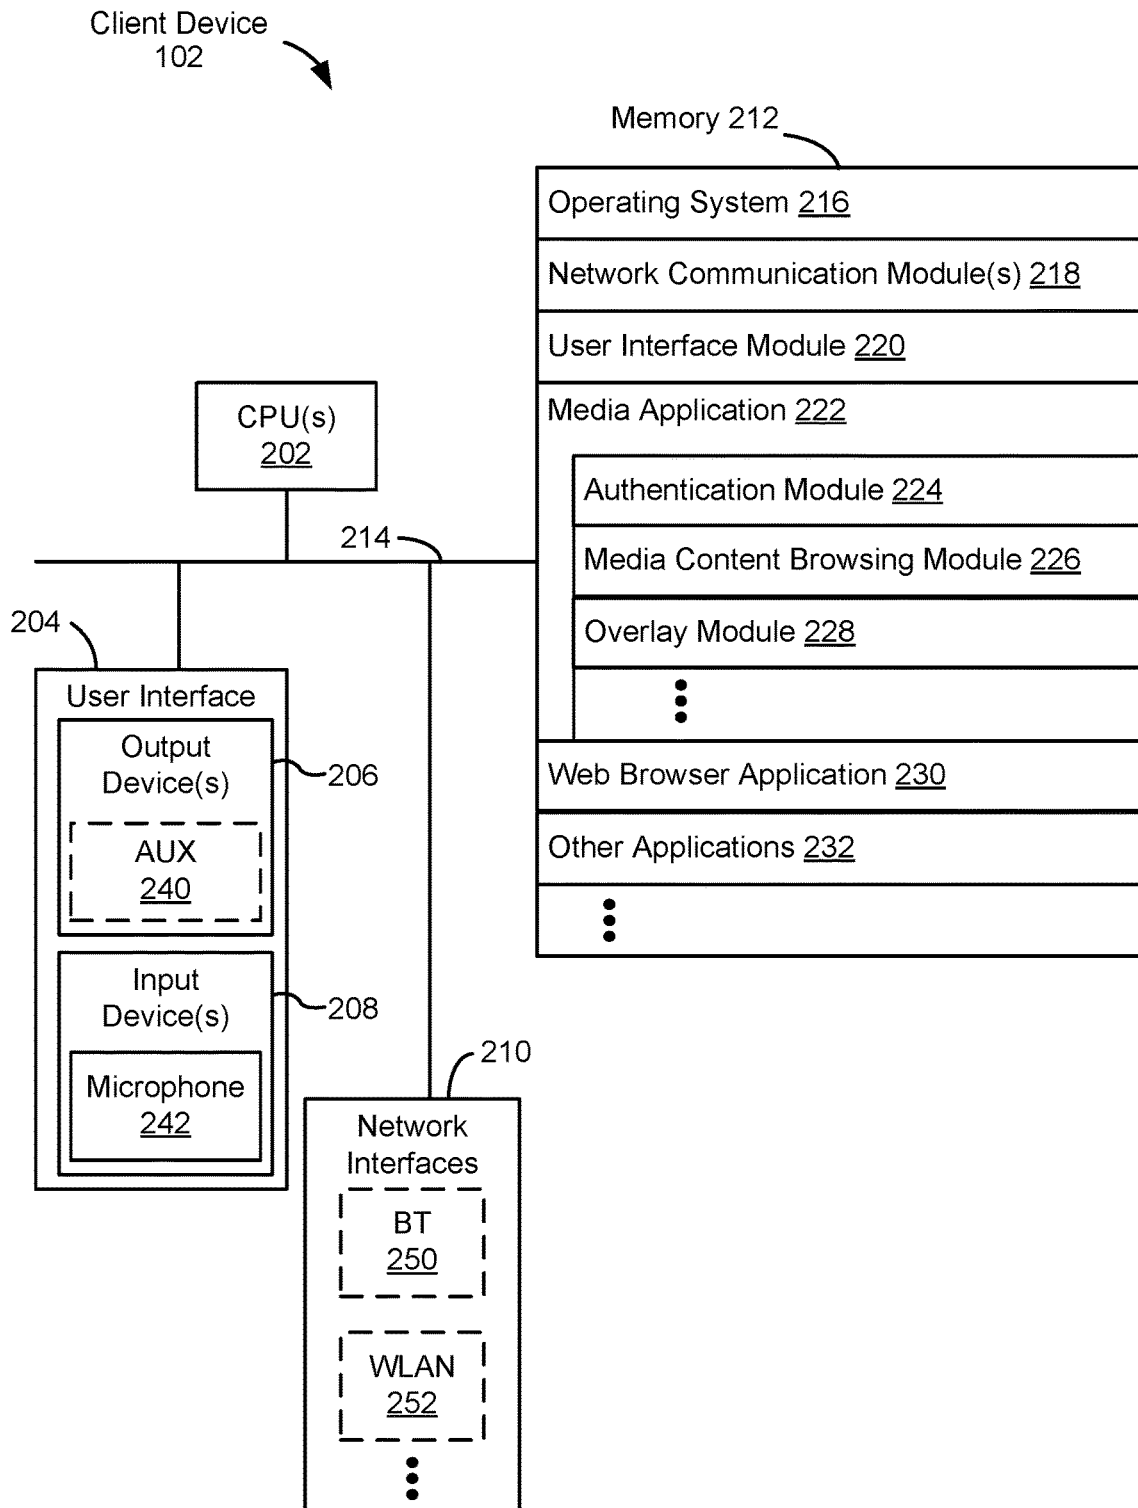 Client Device
102
Memory 212
Operating System 216
Network Communication Module(s) 218
User Interface Module 220
Media Application 222
Authentication Module 224
Media Content Browsing Module 226
Overlay Module 228
Web Browser Application 230
Other Applications 232
CPU(s)
202
214
204
User Interface
Output
Device(s)
206
AUX
240
Input
Device(s)
208
Microphone
242
210
Network
Interfaces
BT
250
WLAN
252